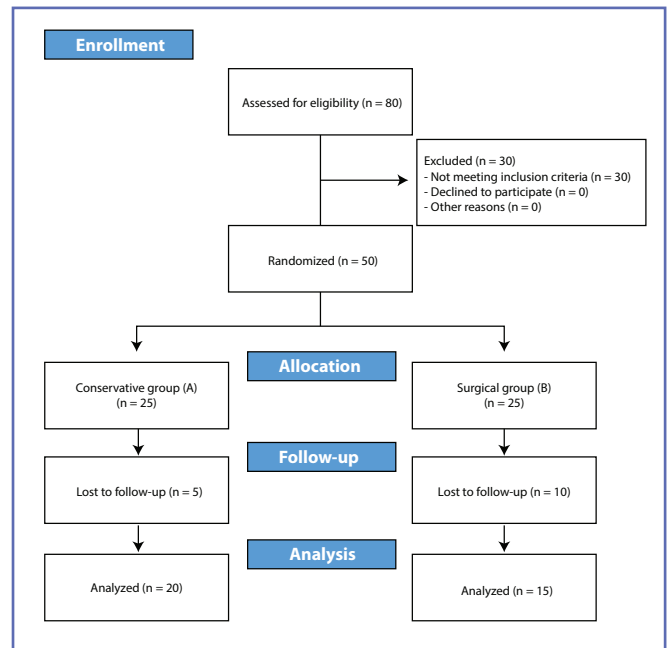 Enrollment
Assessed for eligibility (n = 80)
Excluded (n = 30)
- Not meeting inclusion criteria (n = 30)
- Declined to participate (n = 0)
- Other reasons (n = 0)
Randomized (n = 50)
Allocation
Conservative group (A)
(n = 25)
Surgical group (B)
(n = 25)
Follow-up
Lost to follow-up (n = 5)
Lost to follow-up (n = 10)
Analysis
Analyzed (n = 20)
Analyzed (n = 15)